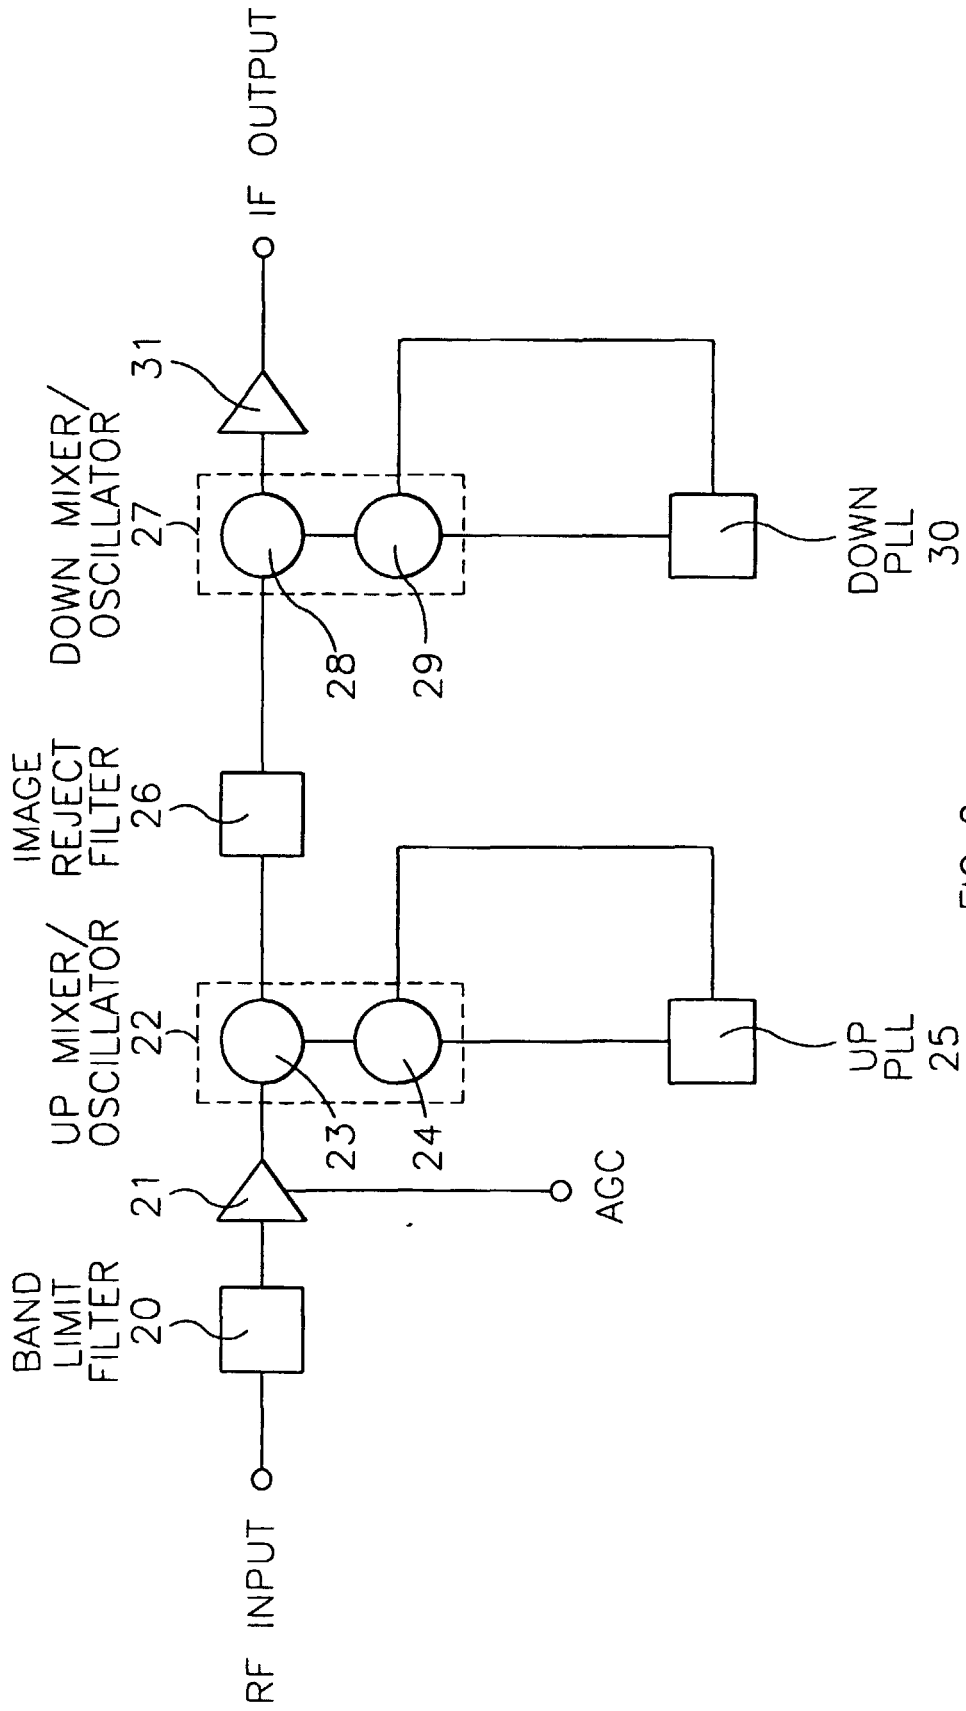 RF INPUT
BAND
LIMIT
FILTER
20
21
AGC
UP MIXER/
OSCILLATOR
22
23
24
UP
PLL
25
IMAGE
REJECT
FILTER
26
DOWN MIXER/
OSCILLATOR
27
28
29
DOWN
PLL
30
31
IF OUTPUT